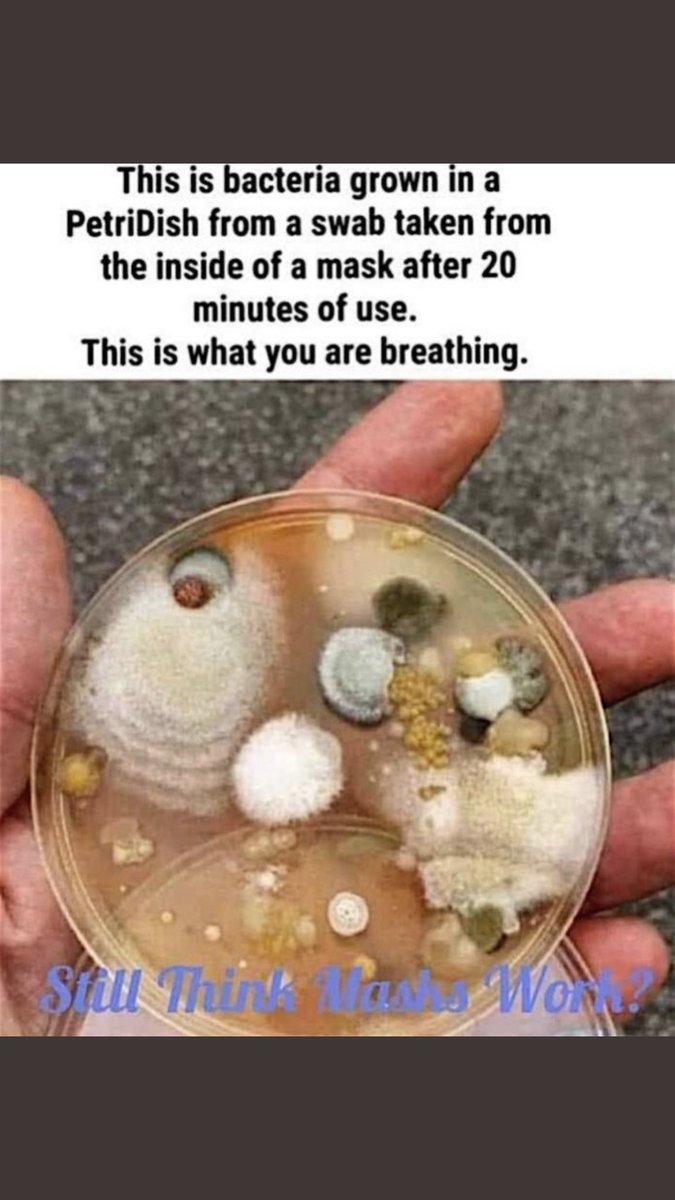 This is bacteria grown in a
PetriDish from a swab taken from
the inside of a mask after 20
minutes of use.
This is what you are breathing.
Still Think Masks Work?